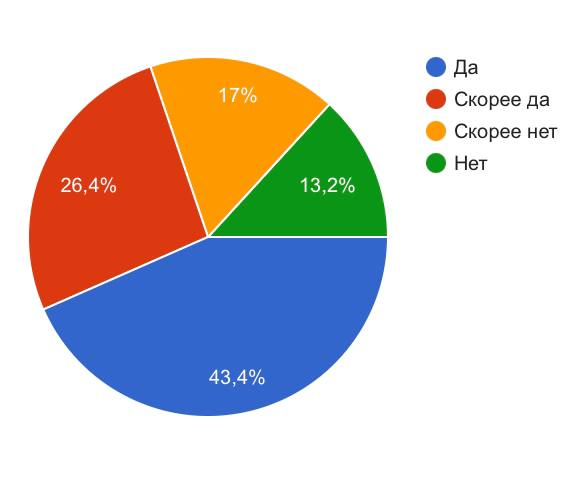 Да
Скорее да
Скорее нет
Нет
17%
26,4%
13,2%
43,4%